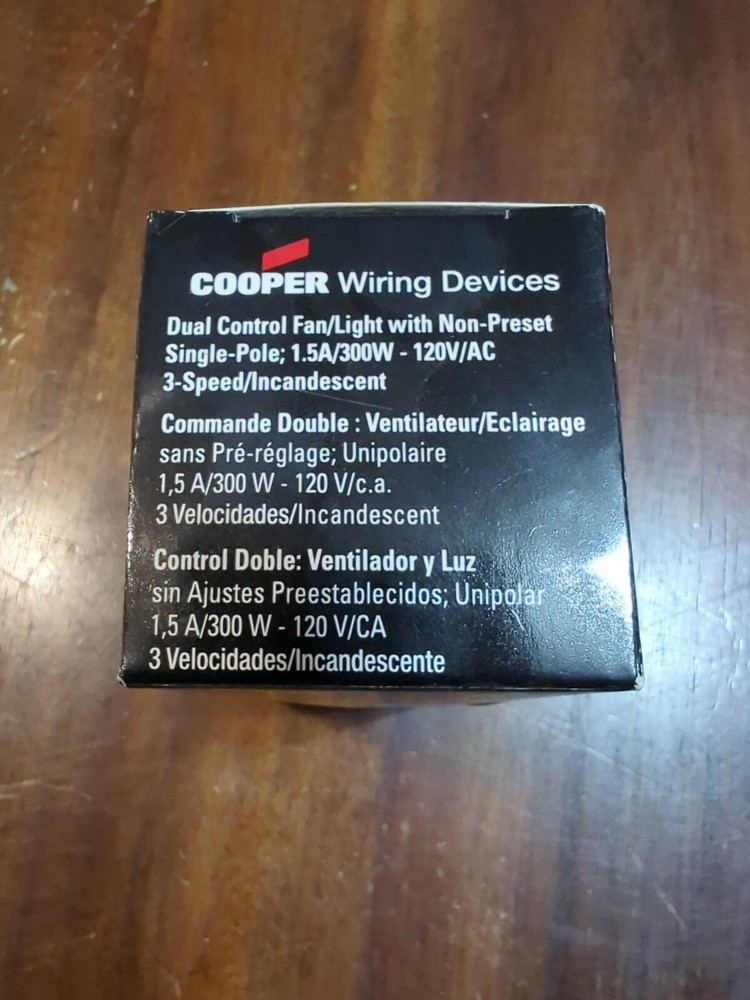 COOPER Wiring Devices
Dual Control Fan/Light with Non-Preset
Single-Pole; 1.5A/300W - 120V/AC
3-Speed/Incandescent
Commande Double : Ventilateur/Eclairage
sans Pré-réglage; Unipolaire
1,5 A/300 W - 120 V/c.a.
3 Velocidades/Incandescent
Control Doble: Ventilador y Luz
sin Ajustes Preestablecidos; Unipolar
1,5 A/300 W - 120 V/CA
3 Velocidades/Incandescente